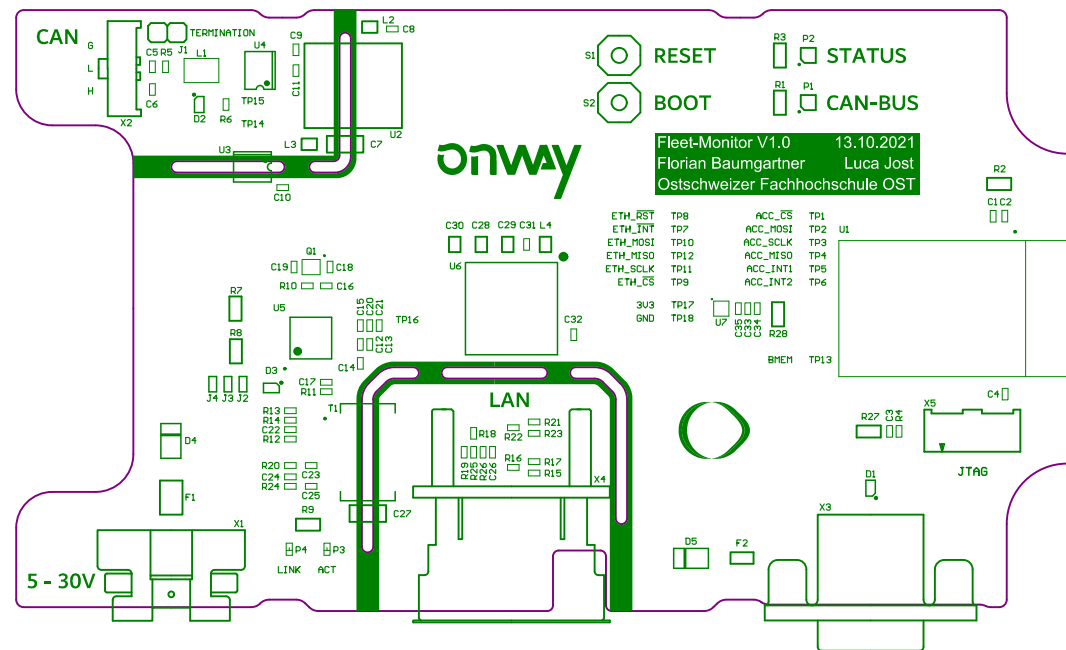 CAN
G
L
H
X2
C5
R5
C6
J1
TERMINATION
L1
U4
D2
R6
TP15
TP14
U3
C10
C9
C11
L2
C8
U2
L3
C7
onway
S1
RESET
S2
BOOT
R3
P2
STATUS
R1
P1
CAN-BUS
Fleet-Monitor V1.0 13.10.2021
Florian Baumgartner Luca Jost
Ostschweizer Fachhochschule OST
R2
C1
C2
U1
ETH_RST TP8 ACC_CS TP1
ETH_INT TP7 ACC_MOSI TP2
ETH_MOSI TP10 ACC_SCLK TP3
ETH_MISO TP12 ACC_MISO TP4
ETH_SCLK TP11 ACC_INT1 TP5
ETH_CS TP9 ACC_INT2 TP6
3V3 TP17
GND TP18
BMEM TP13
U7
C35
C33
C34
R28
C30
C28
C29
C31
L4
U6
C32
Q1
C19
C18
R10
C16
R7
R8
U5
C15
C20
C21
TP16
C12
C13
C14
D3
C17
R11
J4
J3
J2
R13
R14
C22
R12
T1
D4
R20
C23
C24
R24
C25
F1
R9
C27
X1
P4
P3
LINK
ACT
5 - 30V
LAN
R18
R22
R21
R23
R19
R25
R26
C26
R16
R17
R15
X4
C4
X5
R27
C3
R4
JTAG
D1
X3
D5
F2